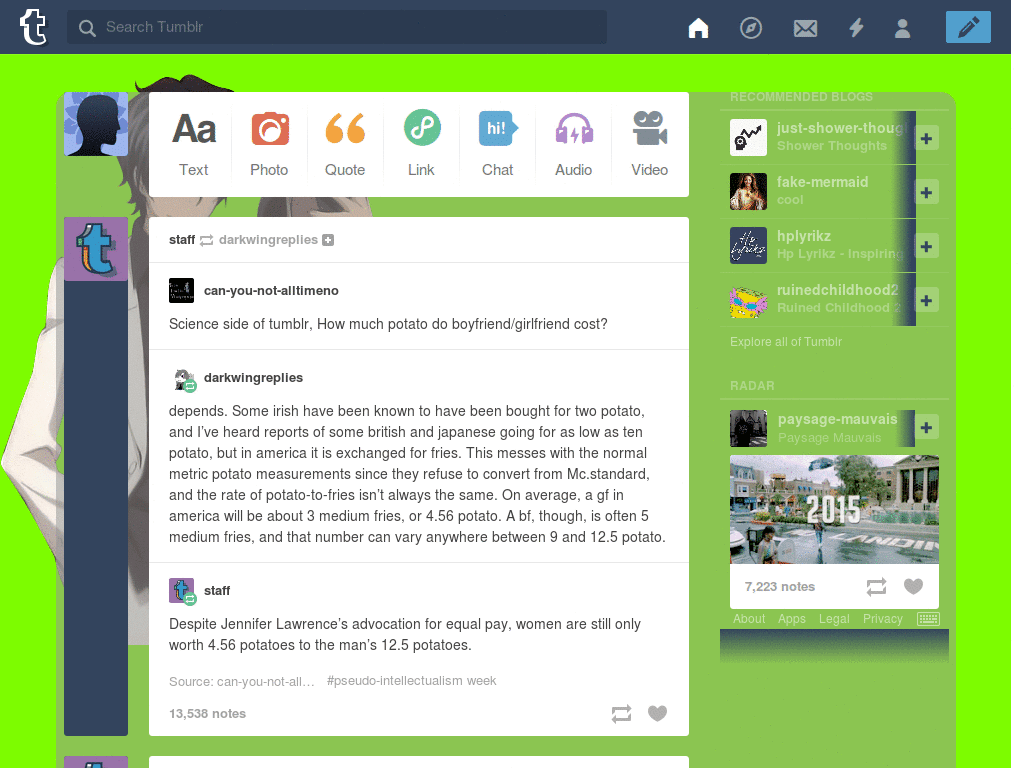 Search Tumblr
Aa
hi!
Text
Photo
Quote
Link
Chat
Audio
Video
staff darkwingreplies
can-you-not-alltimeno
Science side of tumblr, How much potato do boyfriend/girlfriend cost?
darkwingreplies
depends. Some irish have been known to have been bought for two potato,
and I’ve heard reports of some british and japanese going for as low as ten
potato, but in america it is exchanged for fries. This messes with the normal
metric potato measurements since they refuse to convert from Mc.standard,
and the rate of potato-to-fries isn’t always the same. On average, a gf in
america will be about 3 medium fries, or 4.56 potato. A bf, though, is often 5
medium fries, and that number can vary anywhere between 9 and 12.5 potato.
staff
Despite Jennifer Lawrence’s advocation for equal pay, women are still only
worth 4.56 potatoes to the man’s 12.5 potatoes.
Source: can-you-not-all… #pseudo-intellectualism week
13,538 notes
RECOMMENDED BLOGS
just-shower-thoug
Shower Thoughts
fake-mermaid
cool
hplyrikz
Hp Lyrikz - Inspiring
ruinedchildhood2
Ruined Childhood 2
Explore all of Tumblr
RADAR
paysage-mauvais
Paysage Mauvais
2015
LANDIN
7,223 notes
About Apps Legal Privacy